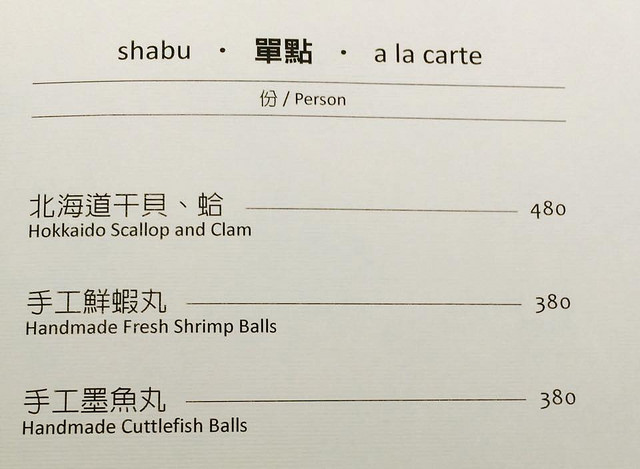 shabu · 單點 · a la carte
份 / Person
北海道干貝、蛤 480
Hokkaido Scallop and Clam
手工鮮蝦丸 380
Handmade Fresh Shrimp Balls
手工墨魚丸 380
Handmade Cuttlefish Balls